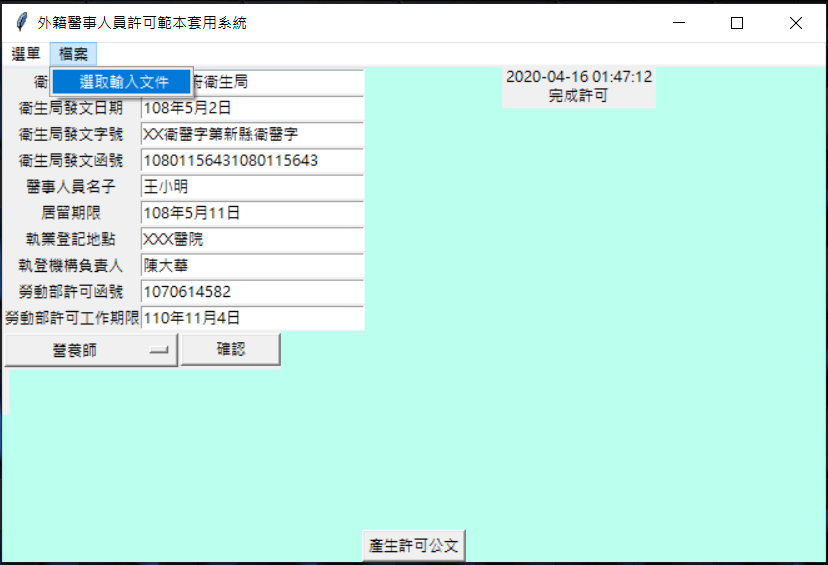 外籍醫事人員許可範本套用系統
選單 檔案
選取輸入文件
衛 府衛生局
2020-04-16 01:47:12
完成許可
衛生局發文日期 108年5月2日
衛生局發文字號 XX衛醫字第新縣衛醫字
衛生局發文函號 10801156431080115643
醫事人員名子 王小明
居留期限 108年5月11日
執業登記地點 XXX醫院
執登機構負責人 陳大華
勞動部許可函號 1070614582
勞動部許可工作期限 110年11月4日
營養師 確認
產生許可公文